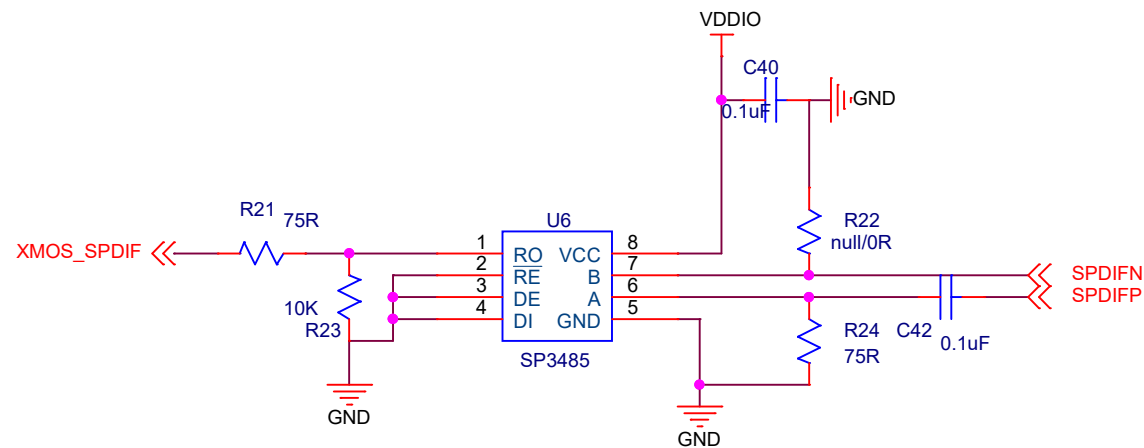 VDDIO
C40
0.1uF
GND
R21
75R
U6
R22
null/0R
XMOS_SPDIF
1
RO
VCC
8
2
RE
B
7
SPDIFN
3
DE
A
6
SPDIFP
4
DI
GND
5
10K
R23
R24
75R
C42
0.1uF
SP3485
GND
GND